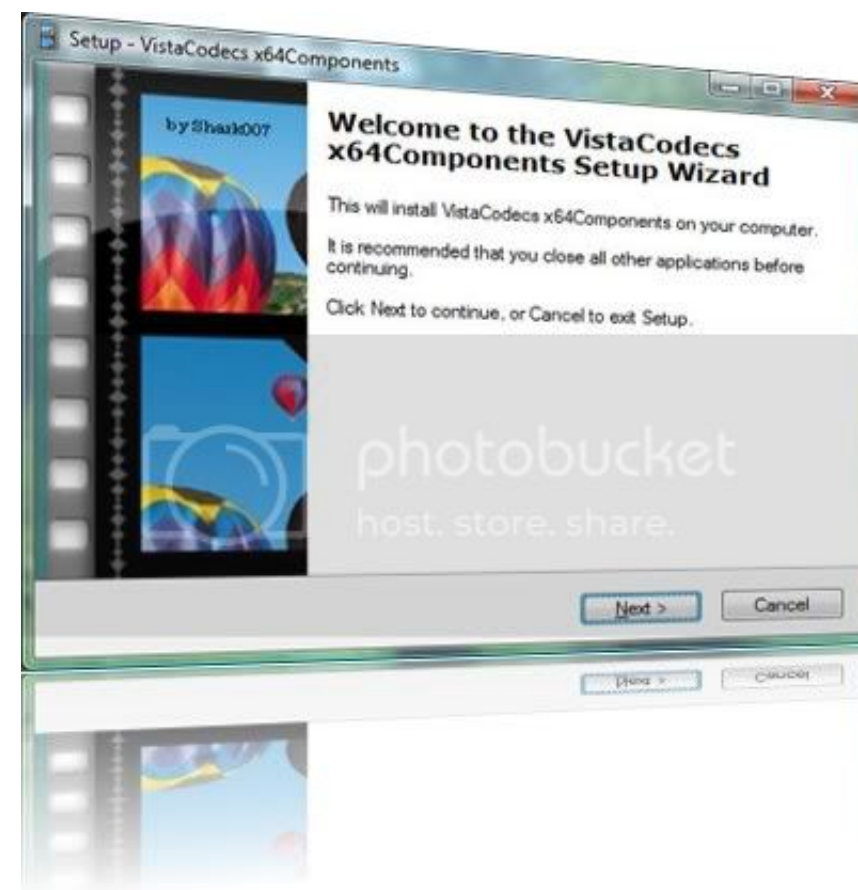 Setup - VistaCodecs x64Components
by Shark007
Welcome to the VistaCodecs
x64Components Setup Wizard
This will install VistaCodecs x64Components on your computer.
It is recommended that you close all other applications before
continuing.
Click Next to continue, or Cancel to exit Setup.
photobucket
host. store. share.
Next >
Cancel
Next >
Cancel